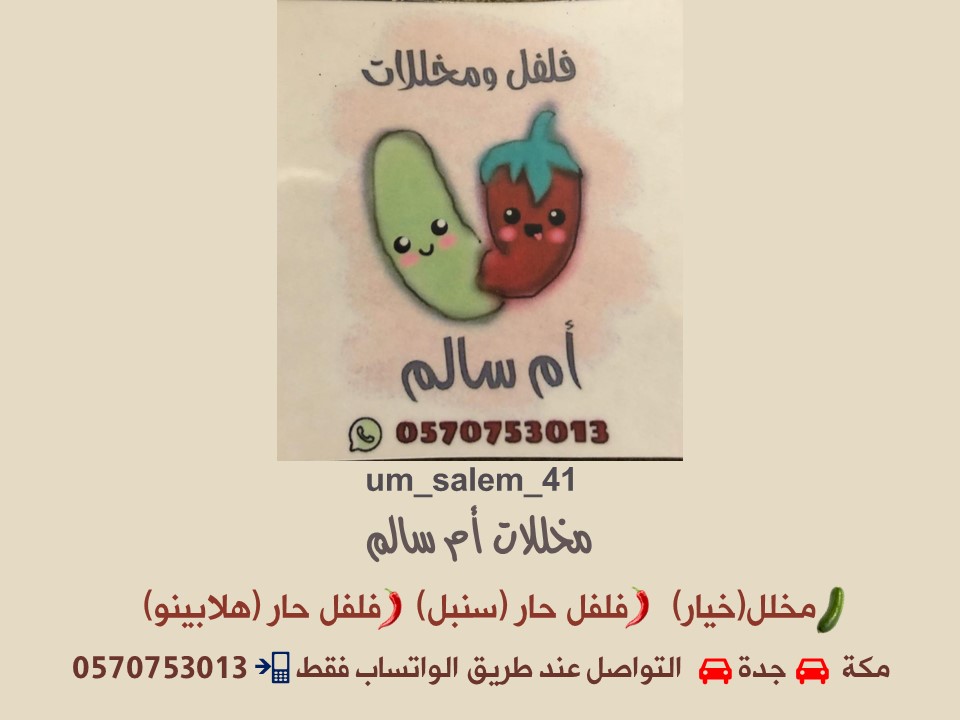 فلفل ومخللات
أم سالم
0570753013
um_salem_41
مخللات أم سالم
مخلل(خيار) فلفل حار (سنبل) فلفل حار (هلابينو)
مكة جدة التواصل عند طريق الواتساب فقط 0570753013